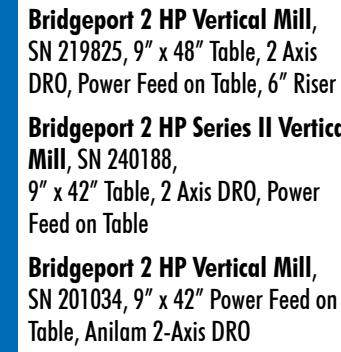 Bridgeport 2 HP Vertical Mill,
SN 219825, 9” x 48” Table, 2 Axis
DRO, Power Feed on Table, 6” Riser
Bridgeport 2 HP Series II Vertica
Mill, SN 240188,
9” x 42” Table, 2 Axis DRO, Power
Feed on Table
Bridgeport 2 HP Vertical Mill,
SN 201034, 9” x 42” Power Feed on
Table, Anilam 2-Axis DRO